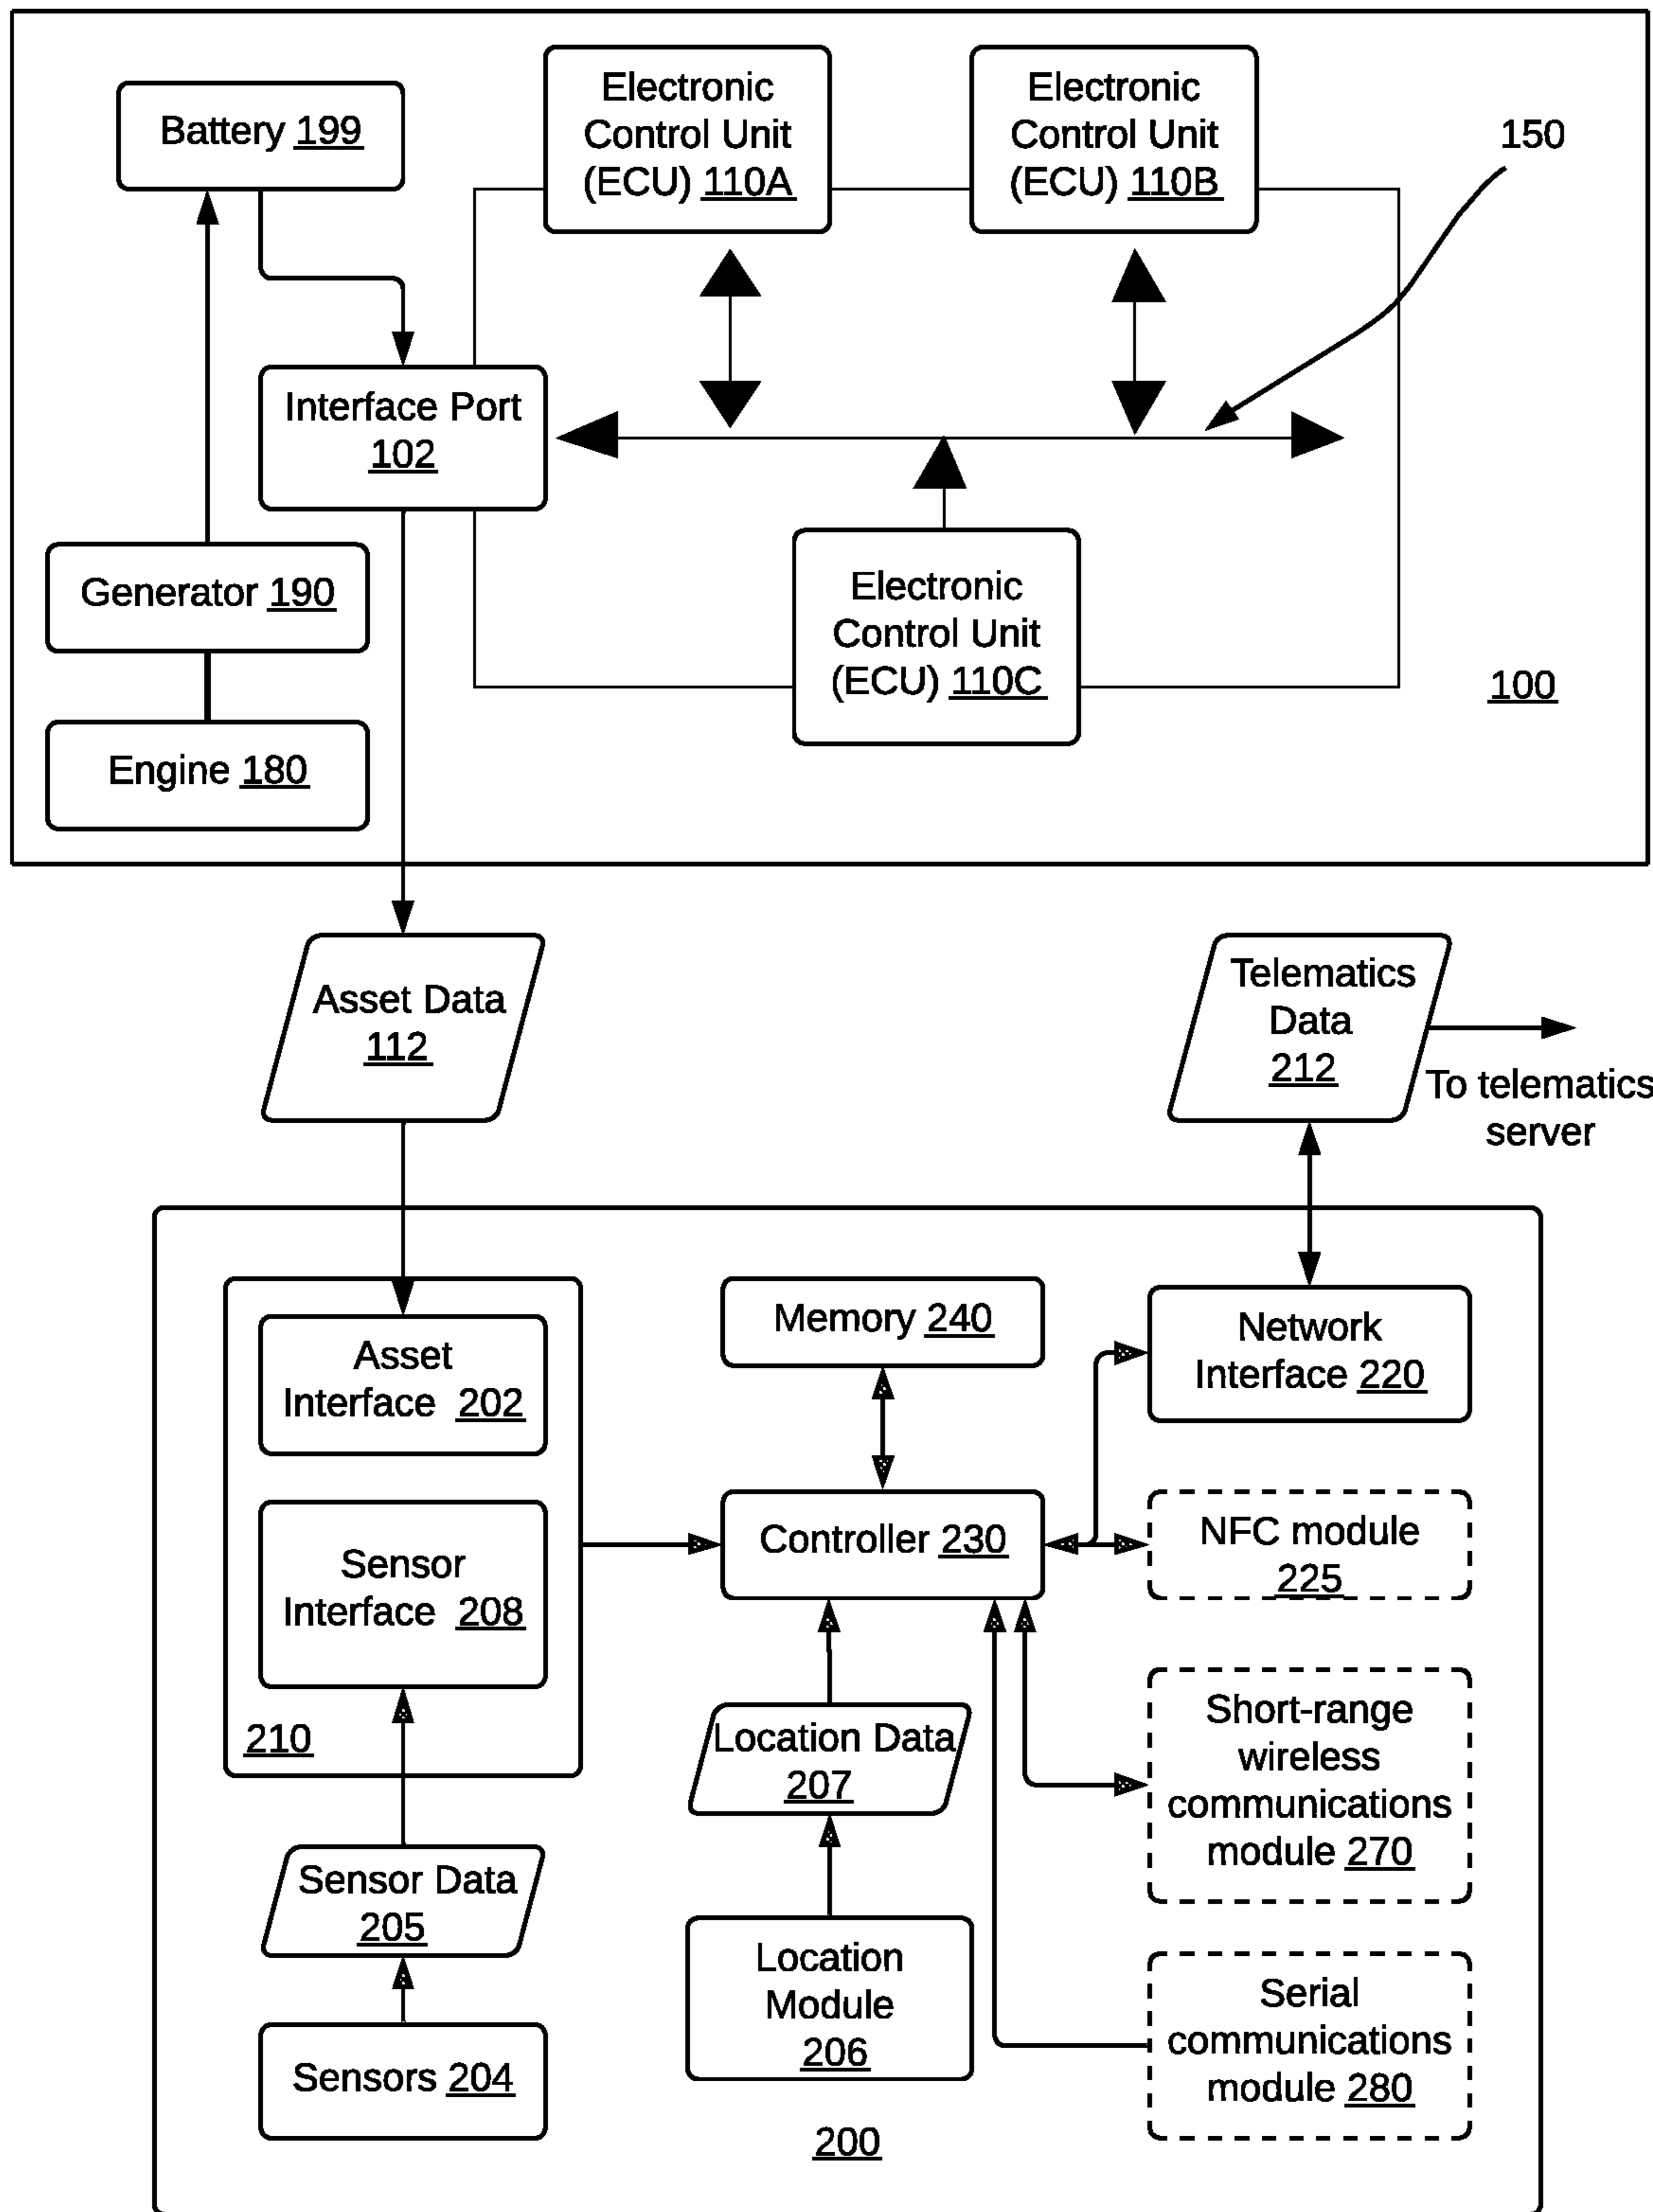 Battery 199
Electronic
Control Unit
(ECU) 110A
Electronic
Control Unit
(ECU) 110B
150
Interface Port
102
Generator 190
Electronic
Control Unit
(ECU) 110C
100
Engine 180
Asset Data
112
Telematics
Data
212
To telematics
server
Asset
Interface 202
Memory 240
Network
Interface 220
Sensor
Interface 208
Controller 230
NFC module
225
210
Location Data
207
Short-range
wireless
communications
module 270
Sensor Data
205
Location
Module
206
Serial
communications
module 280
Sensors 204
200